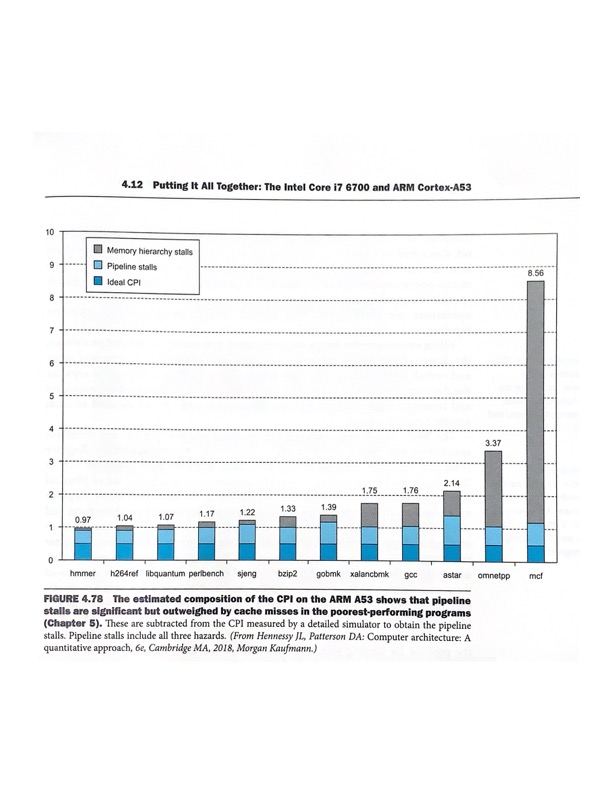 4.12 Putting It All Together: The Intel Core i7 6700 and ARM Cortex-A53
10
9
8
7
6
5
4
3
2
1
0
Memory hierarchy stalls
Pipeline stalls
Ideal CPI
0.97
1.04
1.07
1.17
1.22
1.33
1.39
1.75
1.76
2.14
3.37
8.56
hmmer h264ref libquantum perlbench sjeng bzip2 gobmk xalancbmk gcc astar omnetpp mcf
FIGURE 4.78 The estimated composition of the CPI on the ARM A53 shows that pipeline
stalls are significant but outweighed by cache misses in the poorest-performing programs
(Chapter 5). These are subtracted from the CPI measured by a detailed simulator to obtain the pipeline
stalls. Pipeline stalls include all three hazards. (From Hennessy JL, Patterson DA: Computer architecture: A
quantitative approach, 6e, Cambridge MA, 2018, Morgan Kaufmann.)